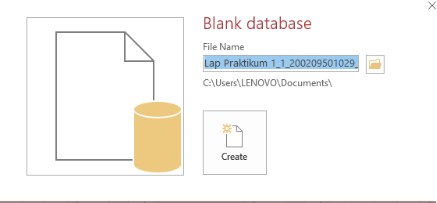 Blank database
File Name
Lap Praktikum 1_1_200209501029_
C:\Users\LENOVO\Documents\
Create